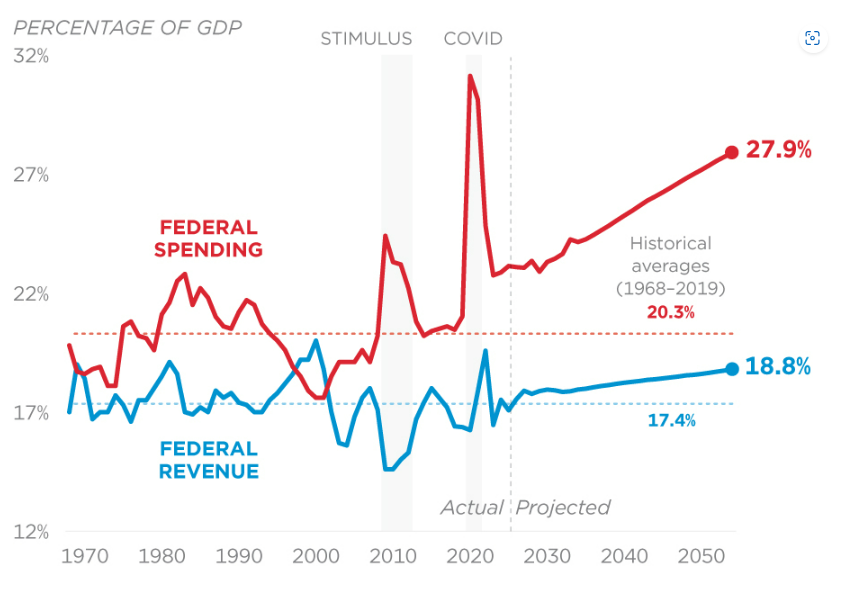 PERCENTAGE OF GDP
STIMULUS COVID
32%
27%
27.9%
FEDERAL
SPENDING
Historical
averages
(1968–2019)
20.3%
22%
18.8%
17%
17.4%
FEDERAL
REVENUE
Actual Projected
12%
1970 1980 1990 2000 2010 2020 2030 2040 2050